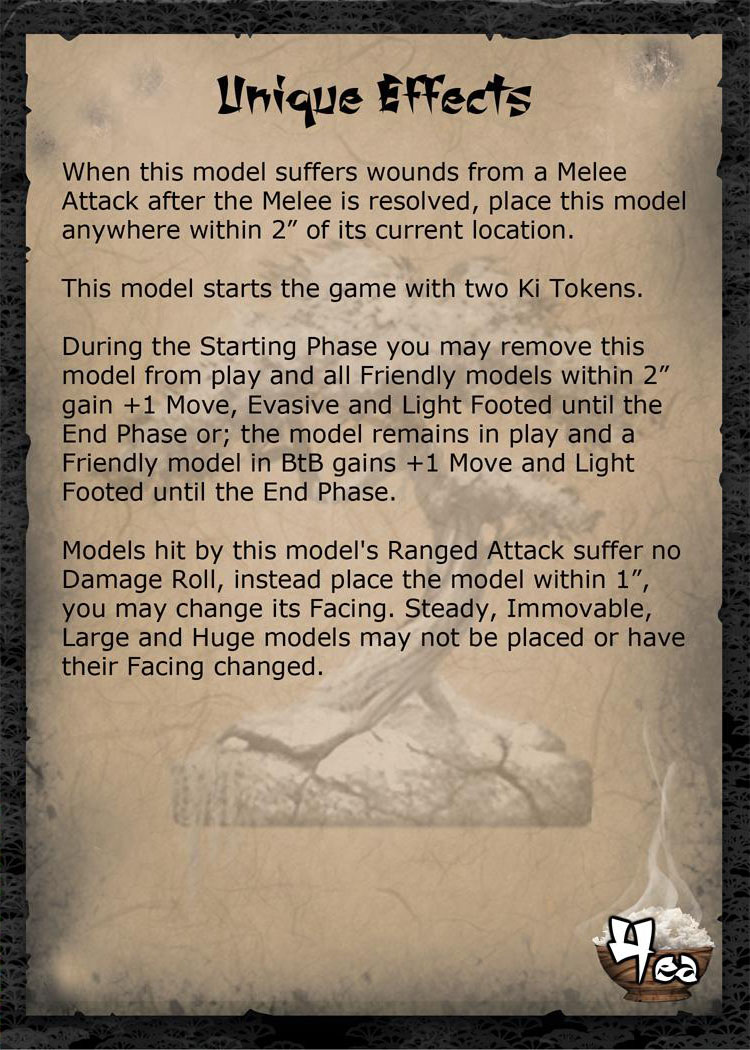 Unique Effects
When this model suffers wounds from a Melee
Attack after the Melee is resolved, place this model
anywhere within 2” of its current location.
This model starts the game with two Ki Tokens.
During the Starting Phase you may remove this
model from play and all Friendly models within 2”
gain +1 Move, Evasive and Light Footed until the
End Phase or; the model remains in play and a
Friendly model in BtB gains +1 Move and Light
Footed until the End Phase.
Models hit by this model's Ranged Attack suffer no
Damage Roll, instead place the model within 1”,
you may change its Facing. Steady, Immovable,
Large and Huge models may not be placed or have
their Facing changed.
4ea